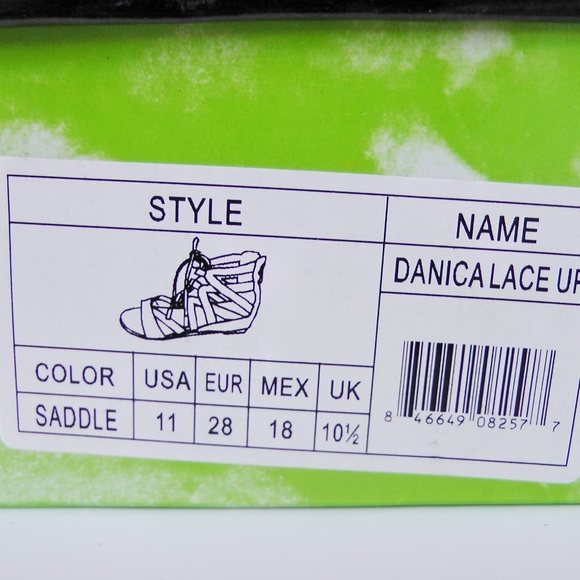 STYLE NAME
DANICA LACE UP
COLOR USA EUR MEX UK
SADDLE 11 28 18 10½
8 46649 08257 7